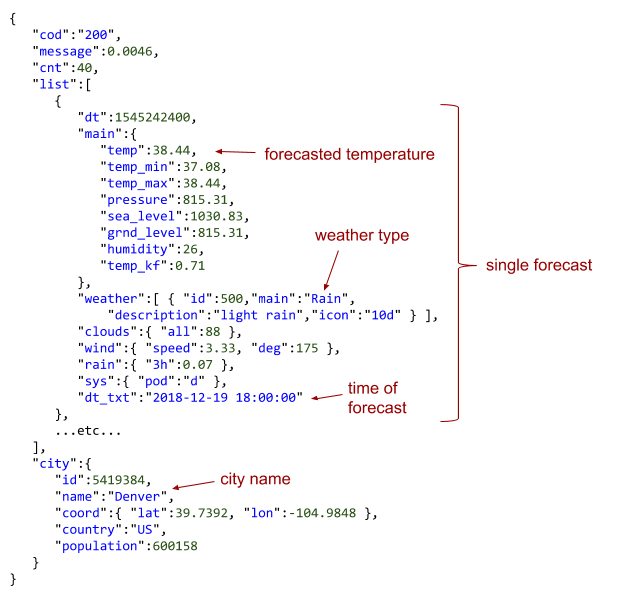 {
"cod":"200",
"message":0.0046,
"cnt":40,
"list":[
{
"dt":1545242400,
"main":{
"temp":38.44,
forecasted temperature
"temp_min":37.08,
"temp_max":38.44,
"pressure":815.31,
"sea_level":1030.83,
"grnd_level":815.31,
weather type
"humidity":26,
"temp_kf":0.71
single forecast
},
"weather":[ { "id":500,"main":"Rain",
"description":"light rain","icon":"10d" } ],
"clouds":{ "all":88 },
"wind":{ "speed":3.33, "deg":175 },
"rain":{ "3h":0.07 },
"sys":{ "pod":"d" },
"dt_txt":"2018-12-19 18:00:00"
time of
forecast
},
...etc...
],
"city":{
"id":5419384,
city name
"name":"Denver",
"coord":{ "lat":39.7392, "lon":-104.9848 },
"country":"US",
"population":600158
}
}